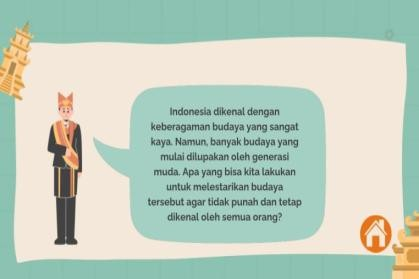 Indonesia dikenal dengan
keberagaman budaya yang sangat
kaya. Namun, banyak budaya yang
mulai dilupakan oleh generasi
muda. Apa yang bisa kita lakukan
untuk melestarikan budaya
tersebut agar tidak punah dan tetap
dikenal oleh semua orang?